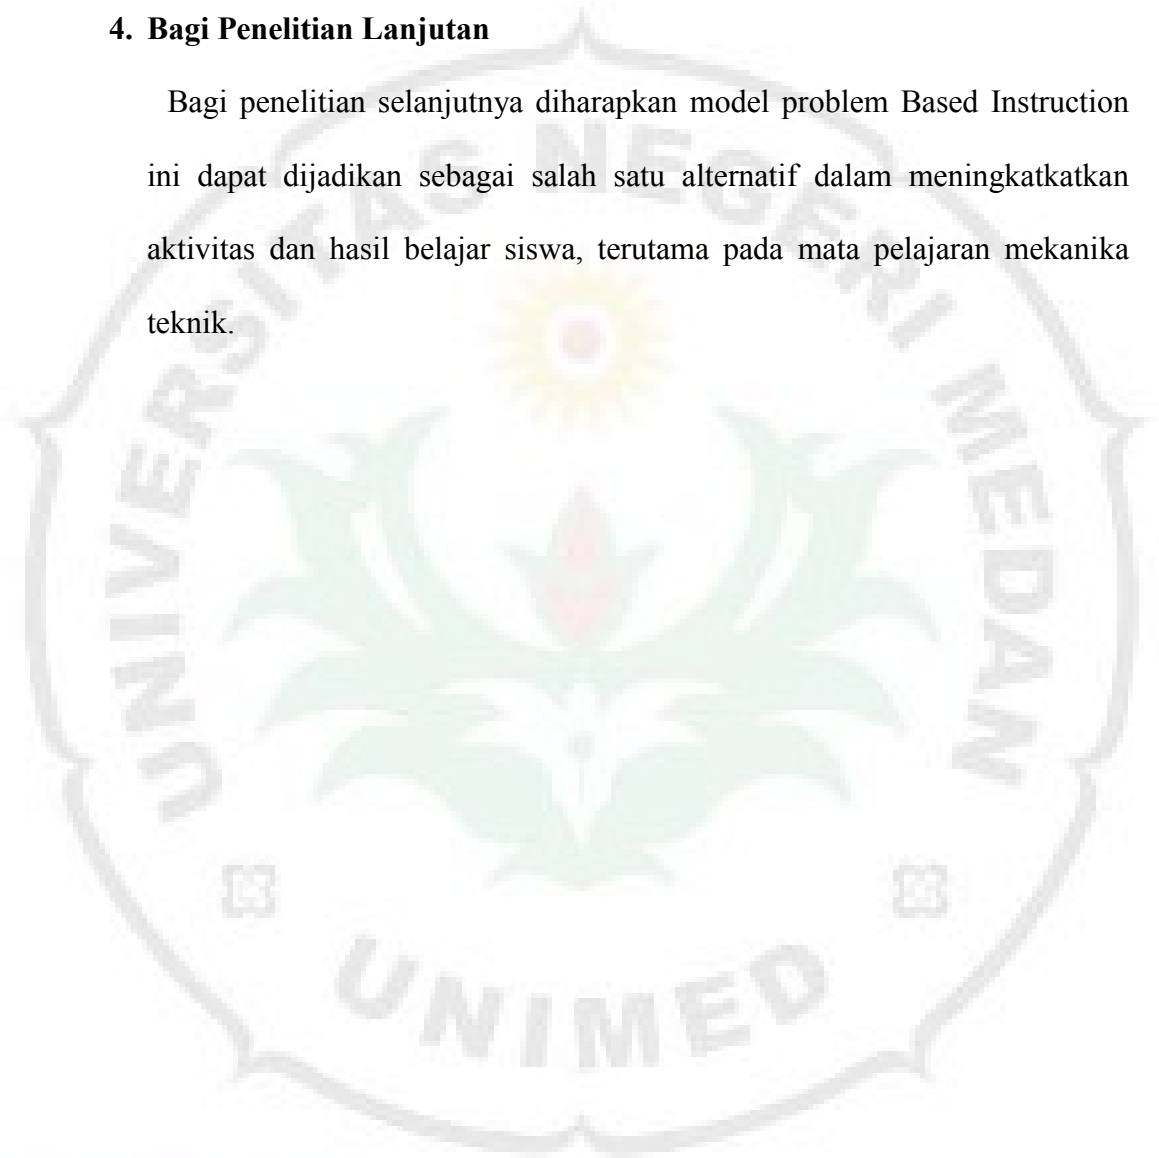 4. Bagi Penelitian Lanjutan
Bagi penelitian selanjutnya diharapkan model problem Based Instruction
ini dapat dijadikan sebagai salah satu alternatif dalam meningkatkatkan
aktivitas dan hasil belajar siswa, terutama pada mata pelajaran mekanika
teknik.
UNIVERSITAS NEGERI MEDAN
UNIMED